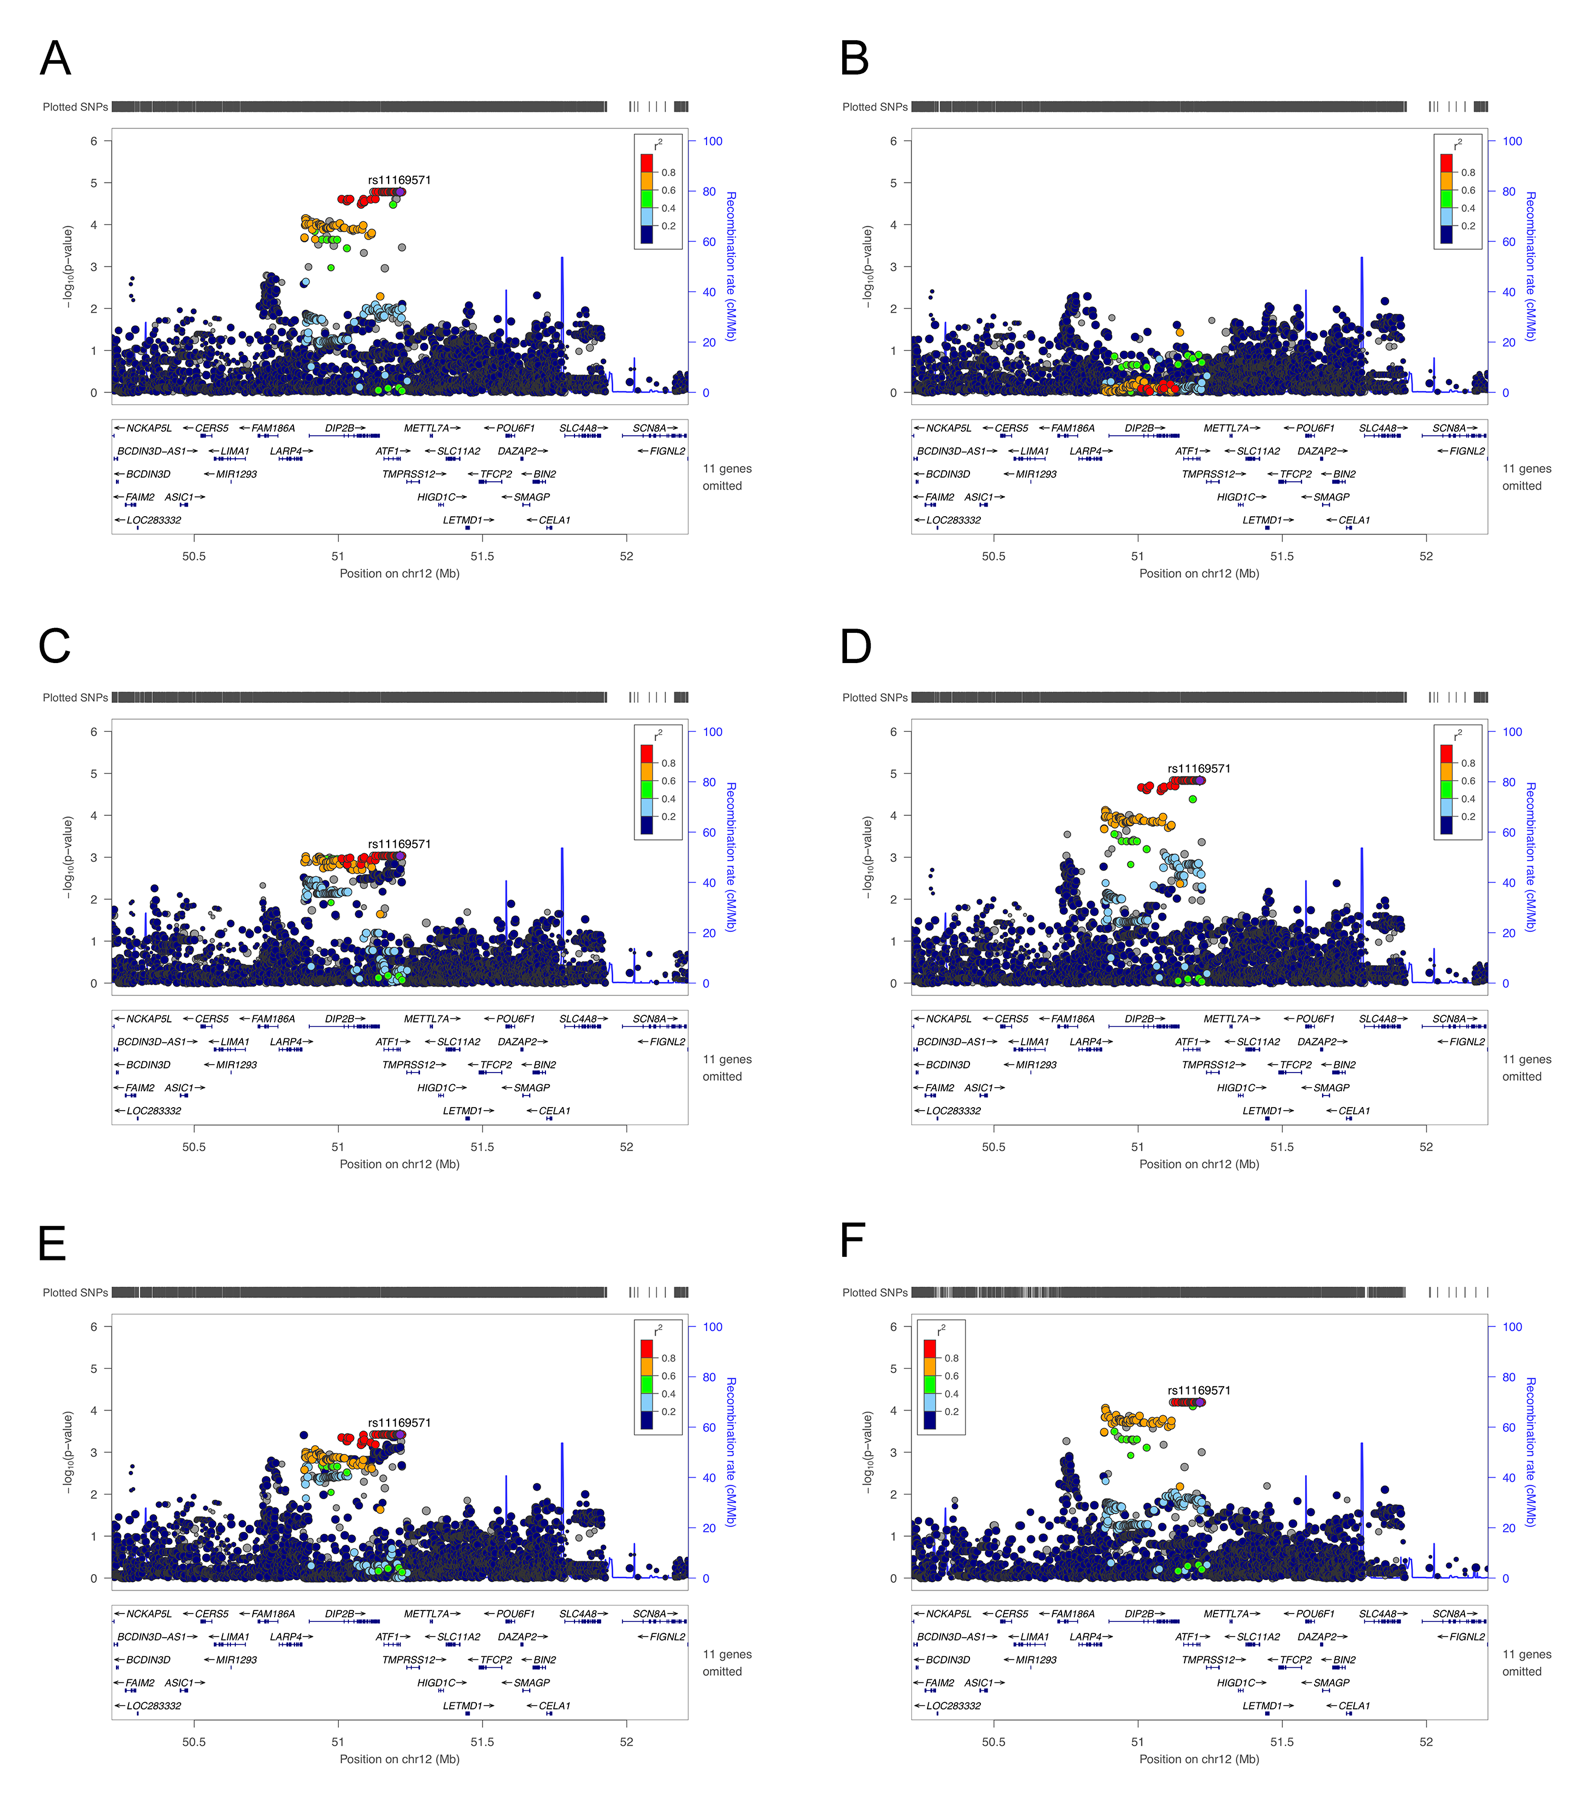 A
B
Plotted SNPs
Plotted SNPs
6
5
4
3
2
1
0
−log10(p−value)
rs11169571
r2
0.8
0.6
0.4
0.2
100
80
60
40
20
0
Recombination rate (cM/Mb)
←NCKAP5L ←CERS5 ←FAM186A DIP2B→ METTL7A→ ←POU6F1 SLC4A8→ SCN8A→
BCDIN3D−AS1→ ←LIMA1 LARP4→ ATF1→ ←SLC11A2 DAZAP2→ ←FIGNL2
←BCDIN3D ←MIR1293 TMPRSS12→ ←TFCP2 ←BIN2
←FAIM2 ASIC1→ HIGD1C→ ←SMAGP
←LOC283332 LETMD1→ ←CELA1
11 genes
omitted
50.5 51 51.5 52
Position on chr12 (Mb)
6
5
4
3
2
1
0
−log10(p−value)
r2
0.8
0.6
0.4
0.2
100
80
60
40
20
0
Recombination rate (cM/Mb)
←NCKAP5L ←CERS5 ←FAM186A DIP2B→ METTL7A→ ←POU6F1 SLC4A8→ SCN8A→
BCDIN3D−AS1→ ←LIMA1 LARP4→ ATF1→ ←SLC11A2 DAZAP2→ ←FIGNL2
←BCDIN3D ←MIR1293 TMPRSS12→ ←TFCP2 ←BIN2
←FAIM2 ASIC1→ HIGD1C→ ←SMAGP
←LOC283332 LETMD1→ ←CELA1
11 genes
omitted
50.5 51 51.5 52
Position on chr12 (Mb)
C
D
Plotted SNPs
Plotted SNPs
6
5
4
3
2
1
0
−log10(p−value)
rs11169571
r2
0.8
0.6
0.4
0.2
100
80
60
40
20
0
Recombination rate (cM/Mb)
←NCKAP5L ←CERS5 ←FAM186A DIP2B→ METTL7A→ ←POU6F1 SLC4A8→ SCN8A→
BCDIN3D−AS1→ ←LIMA1 LARP4→ ATF1→ ←SLC11A2 DAZAP2→ ←FIGNL2
←BCDIN3D ←MIR1293 TMPRSS12→ ←TFCP2 ←BIN2
←FAIM2 ASIC1→ HIGD1C→ ←SMAGP
←LOC283332 LETMD1→ ←CELA1
11 genes
omitted
50.5 51 51.5 52
Position on chr12 (Mb)
6
5
4
3
2
1
0
−log10(p−value)
rs11169571
r2
0.8
0.6
0.4
0.2
100
80
60
40
20
0
Recombination rate (cM/Mb)
←NCKAP5L ←CERS5 ←FAM186A DIP2B→ METTL7A→ ←POU6F1 SLC4A8→ SCN8A→
BCDIN3D−AS1→ ←LIMA1 LARP4→ ATF1→ ←SLC11A2 DAZAP2→ ←FIGNL2
←BCDIN3D ←MIR1293 TMPRSS12→ ←TFCP2 ←BIN2
←FAIM2 ASIC1→ HIGD1C→ ←SMAGP
←LOC283332 LETMD1→ ←CELA1
11 genes
omitted
50.5 51 51.5 52
Position on chr12 (Mb)
E
F
Plotted SNPs
Plotted SNPs
6
5
4
3
2
1
0
−log10(p−value)
rs11169571
r2
0.8
0.6
0.4
0.2
100
80
60
40
20
0
Recombination rate (cM/Mb)
←NCKAP5L ←CERS5 ←FAM186A DIP2B→ METTL7A→ ←POU6F1 SLC4A8→ SCN8A→
BCDIN3D−AS1→ ←LIMA1 LARP4→ ATF1→ ←SLC11A2 DAZAP2→ ←FIGNL2
←BCDIN3D ←MIR1293 TMPRSS12→ ←TFCP2 ←BIN2
←FAIM2 ASIC1→ HIGD1C→ ←SMAGP
←LOC283332 LETMD1→ ←CELA1
11 genes
omitted
50.5 51 51.5 52
Position on chr12 (Mb)
6
5
4
3
2
1
0
−log10(p−value)
r2
0.8
0.6
0.4
0.2
rs11169571
100
80
60
40
20
0
Recombination rate (cM/Mb)
←NCKAP5L ←CERS5 ←FAM186A DIP2B→ METTL7A→ ←POU6F1 SLC4A8→ SCN8A→
BCDIN3D−AS1→ ←LIMA1 LARP4→ ATF1→ ←SLC11A2 DAZAP2→ ←FIGNL2
←BCDIN3D ←MIR1293 TMPRSS12→ ←TFCP2 ←BIN2
←FAIM2 ASIC1→ HIGD1C→ ←SMAGP
←LOC283332 LETMD1→ ←CELA1
11 genes
omitted
50.5 51 51.5 52
Position on chr12 (Mb)